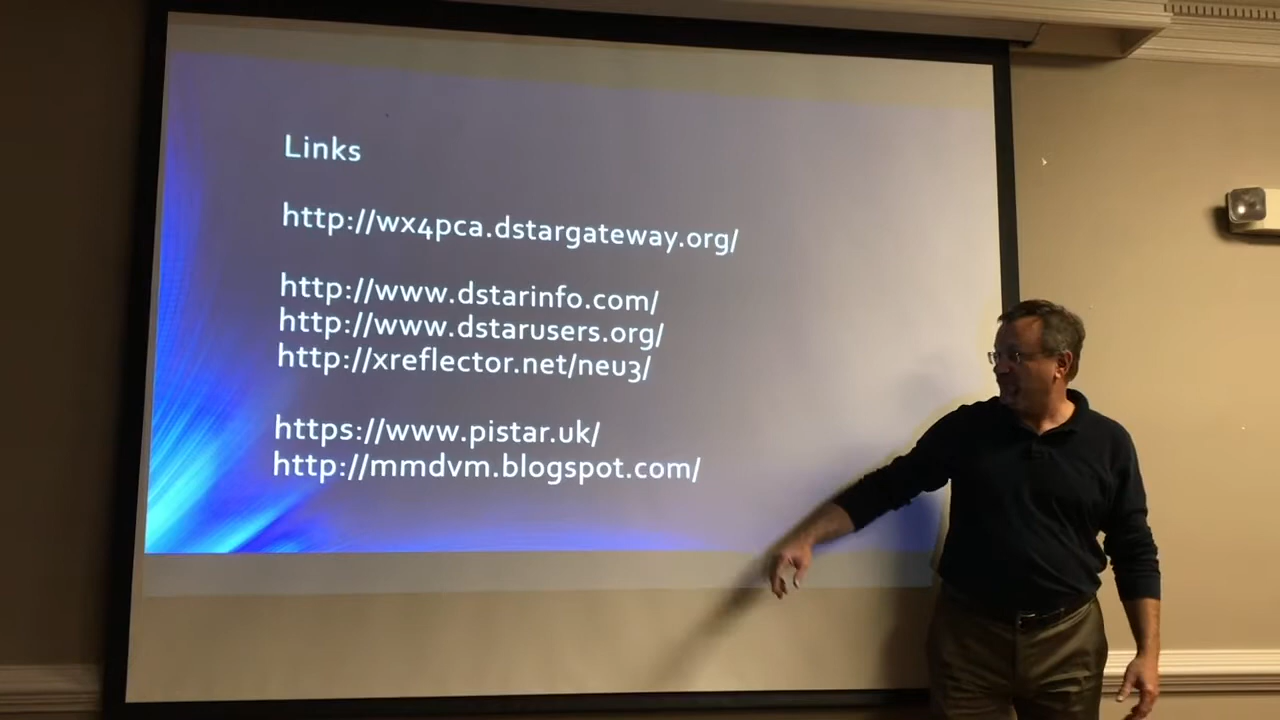 Links
http://wx4pca.dstargateway.org/
http://www.dstarinfo.com/
http://www.dstarusers.org/
http://xreflector.net/neu3/
https://www.pistar.uk/
http://mmdvm.blogspot.com/